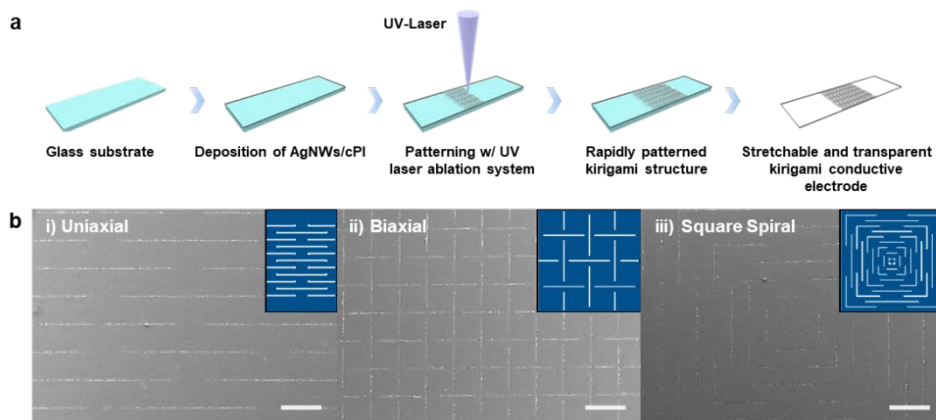 a
UV-Laser
Glass substrate
Deposition of AgNWs/cPI
Patterning w/ UV
laser ablation system
Rapidly patterned
kirigami structure
Stretchable and transparent
kirigami conductive
electrode
b
i) Uniaxial
ii) Biaxial
iii) Square Spiral